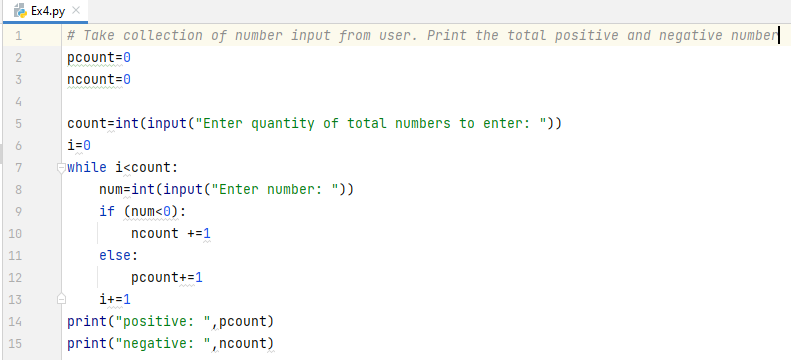 Ex4.py
1 # Take collection of number input from user. Print the total positive and negative number
2 pcount=0
3 ncount=0
4
5 count=int(input("Enter quantity of total numbers to enter: "))
6 i=0
7 while i<count:
8     num=int(input("Enter number: "))
9     if (num<0):
10         ncount +=1
11     else:
12         pcount+=1
13     i+=1
14 print("positive: ",pcount)
15 print("negative: ",ncount)